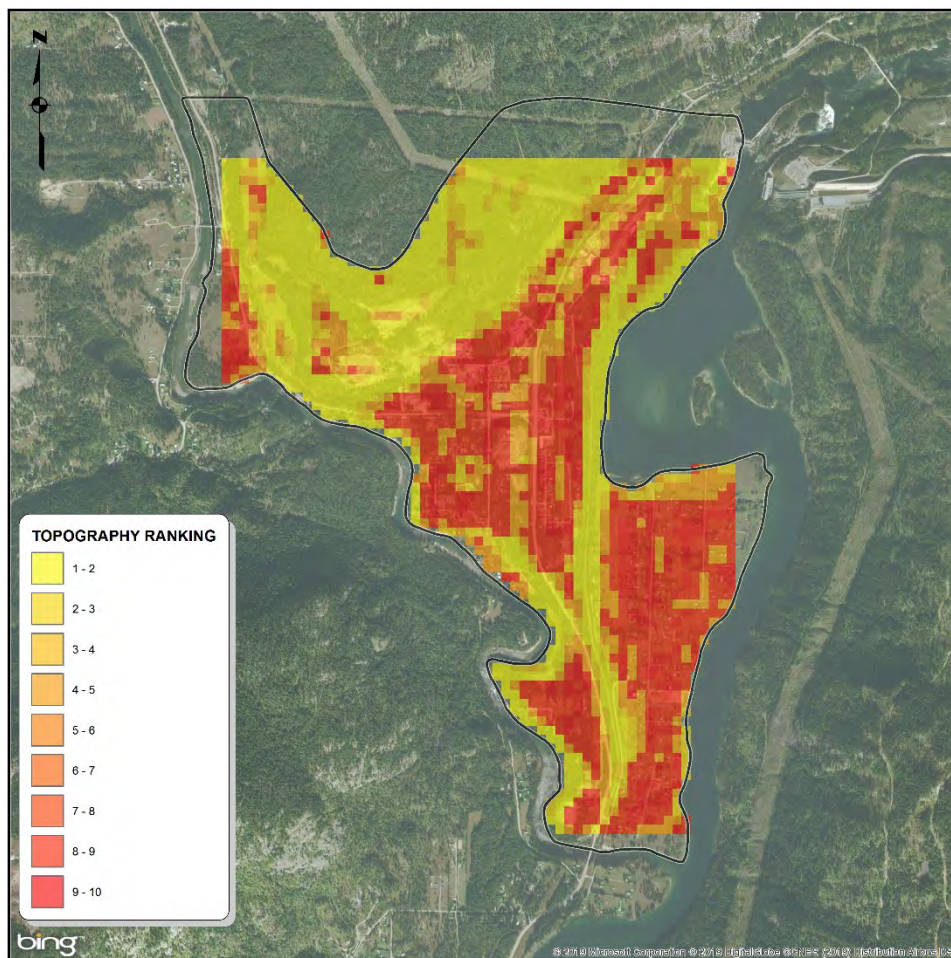 N
TOPOGRAPHY RANKING
1 - 2
2 - 3
3 - 4
4 - 5
5 - 6
6 - 7
7 - 8
8 - 9
9 - 10
bing
© 2019 Microsoft Corporation © 2019 DigitalGlobe ©CNES (2019) Distribution Airbus DS